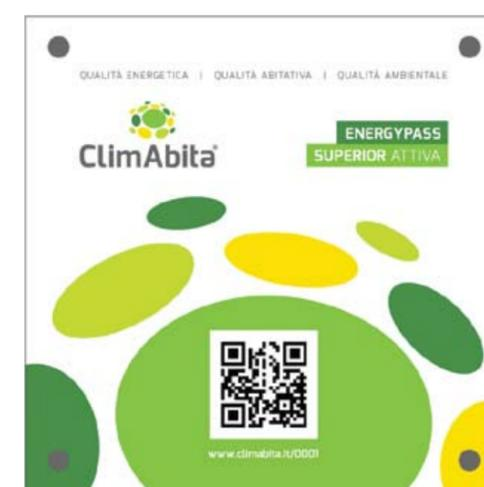 QUALITÀ ENERGETICA | QUALITÀ ABITATIVA | QUALITÀ AMBIENTALE
ClimAbita®
ENERGYPASS
SUPERIOR ATTIVA
www.climabita.it/0001